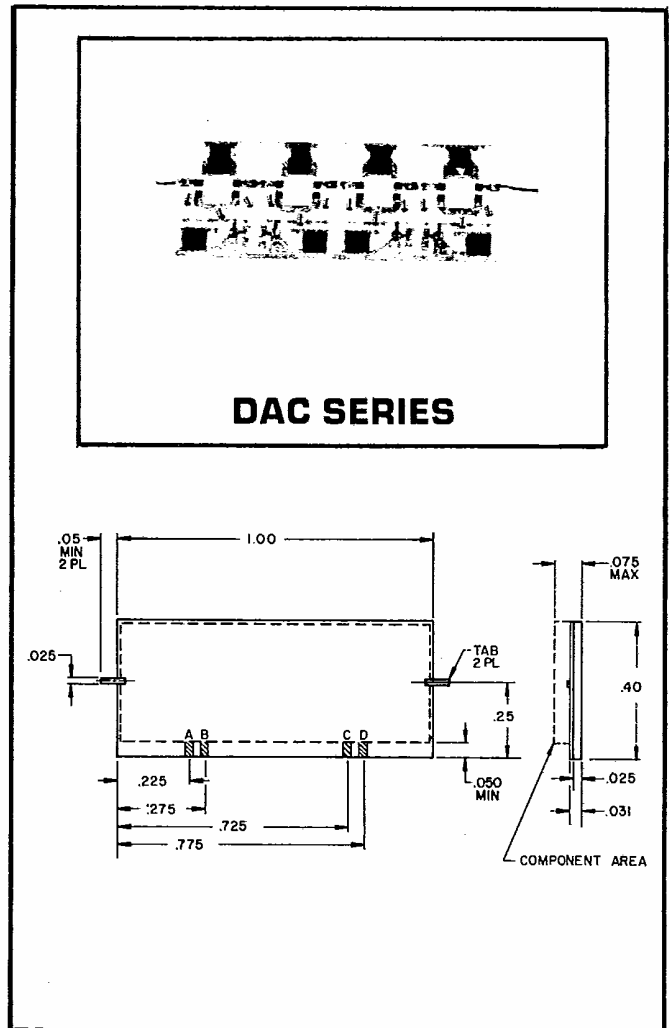 DAC SERIES
.05
MIN
2 PL
1.00
.075
MAX
.025
TAB
2 PL
.40
.25
A B C D
.225
.050
MIN
.025
.275
.031
.725
.775
COMPONENT AREA